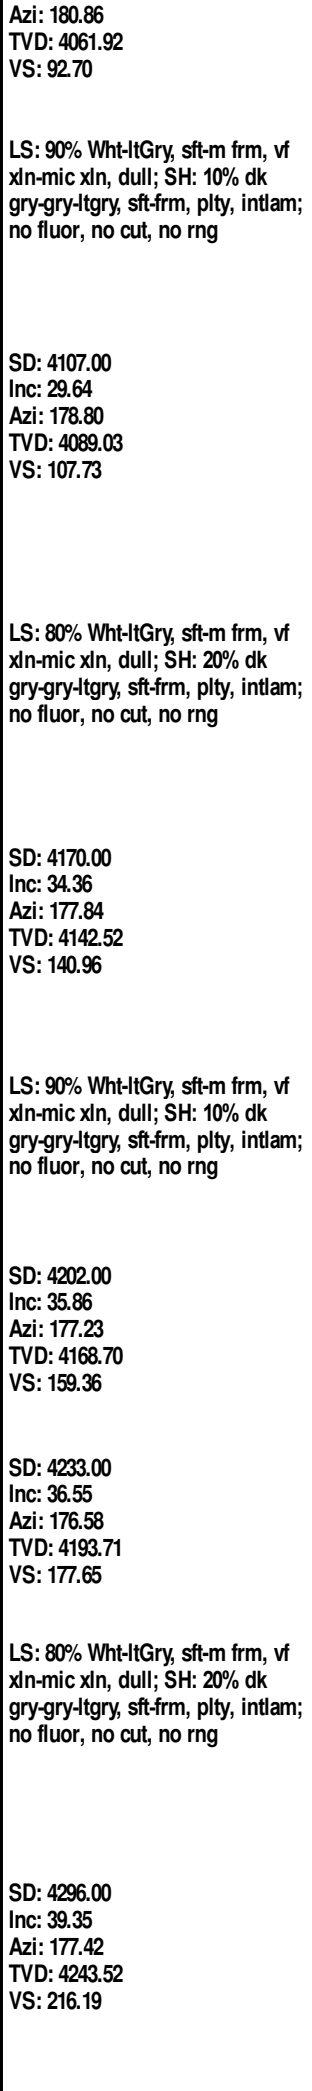 Azi: 180.86
TVD: 4061.92
VS: 92.70
LS: 90% Wht-ltGry, sft-m frm, vf
xln-mic xln, dull; SH: 10% dk
gry-gry-ltgry, sft-frm, plty, intlam;
no fluor, no cut, no rng
SD: 4107.00
Inc: 29.64
Azi: 178.80
TVD: 4089.03
VS: 107.73
LS: 80% Wht-ltGry, sft-m frm, vf
xln-mic xln, dull; SH: 20% dk
gry-gry-ltgry, sft-frm, plty, intlam;
no fluor, no cut, no rng
SD: 4170.00
Inc: 34.36
Azi: 177.84
TVD: 4142.52
VS: 140.96
LS: 90% Wht-ltGry, sft-m frm, vf
xln-mic xln, dull; SH: 10% dk
gry-gry-ltgry, sft-frm, plty, intlam;
no fluor, no cut, no rng
SD: 4202.00
Inc: 35.86
Azi: 177.23
TVD: 4168.70
VS: 159.36
SD: 4233.00
Inc: 36.55
Azi: 176.58
TVD: 4193.71
VS: 177.65
LS: 80% Wht-ltGry, sft-m frm, vf
xln-mic xln, dull; SH: 20% dk
gry-gry-ltgry, sft-frm, plty, intlam;
no fluor, no cut, no rng
SD: 4296.00
Inc: 39.35
Azi: 177.42
TVD: 4243.52
VS: 216.19